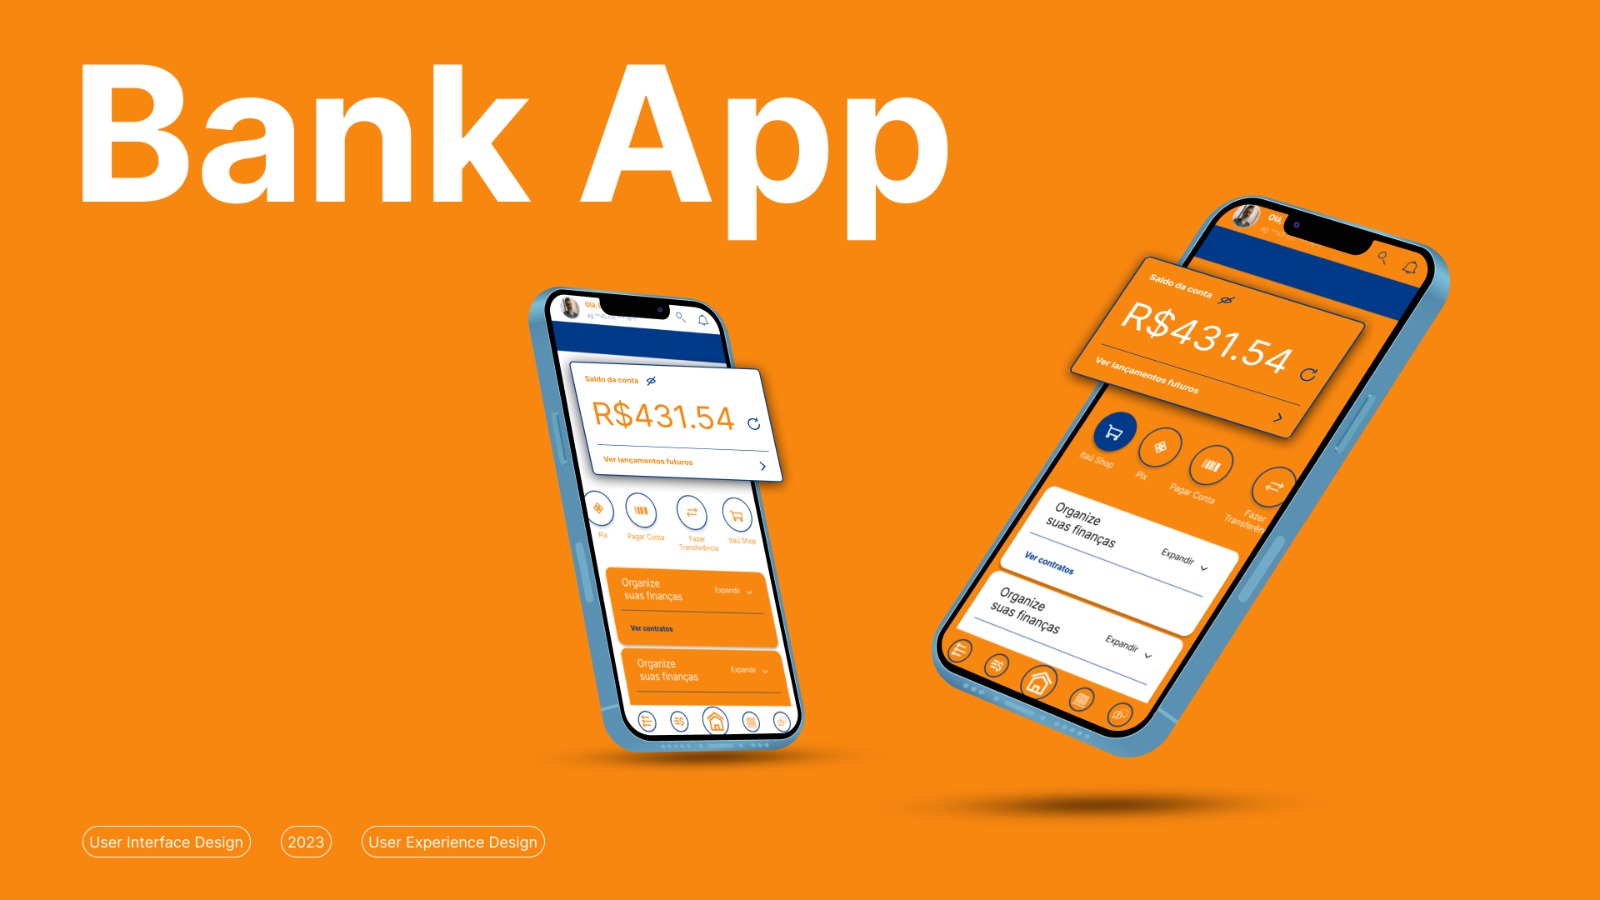 Bank App
Olá,
Saldo da conta
R$431.54
Ver lançamentos futuros
Pix
Pagar Conta
Fazer
Transferência
Itaú Shop
Organize
suas finanças
Expandir
Ver contratos
Organize
suas finanças
Expandir
Olá,
Saldo da conta
R$431.54
Ver lançamentos futuros
Itaú Shop
Pix
Pagar Conta
Fazer
Organize
suas finanças
Expandir
Ver contratos
Organize
suas finanças
Expandir
User Interface Design
2023
User Experience Design